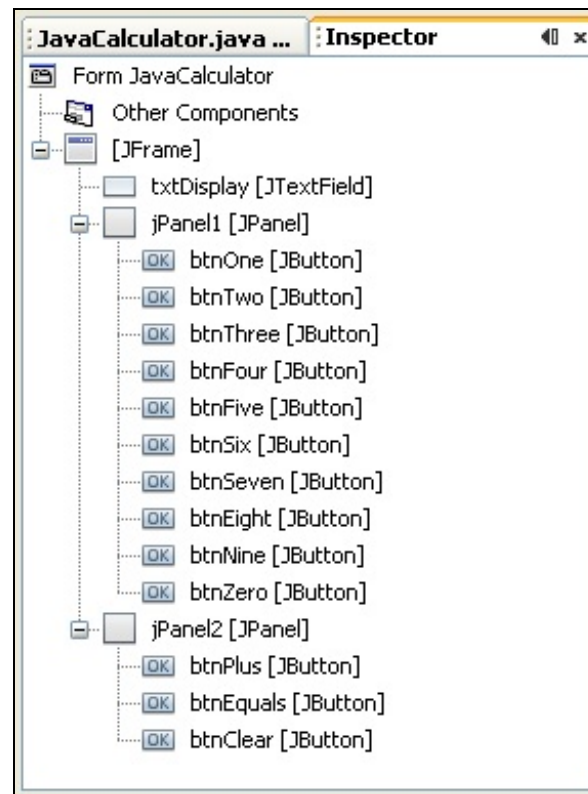 JavaCalculator.java ... Inspector
Form JavaCalculator
Other Components
[JFrame]
txtDisplay [JTextField]
jPanel1 [JPanel]
OK btnOne [JButton]
OK btnTwo [JButton]
OK btnThree [JButton]
OK btnFour [JButton]
OK btnFive [JButton]
OK btnSix [JButton]
OK btnSeven [JButton]
OK btnEight [JButton]
OK btnNine [JButton]
OK btnZero [JButton]
jPanel2 [JPanel]
OK btnPlus [JButton]
OK btnEquals [JButton]
OK btnClear [JButton]